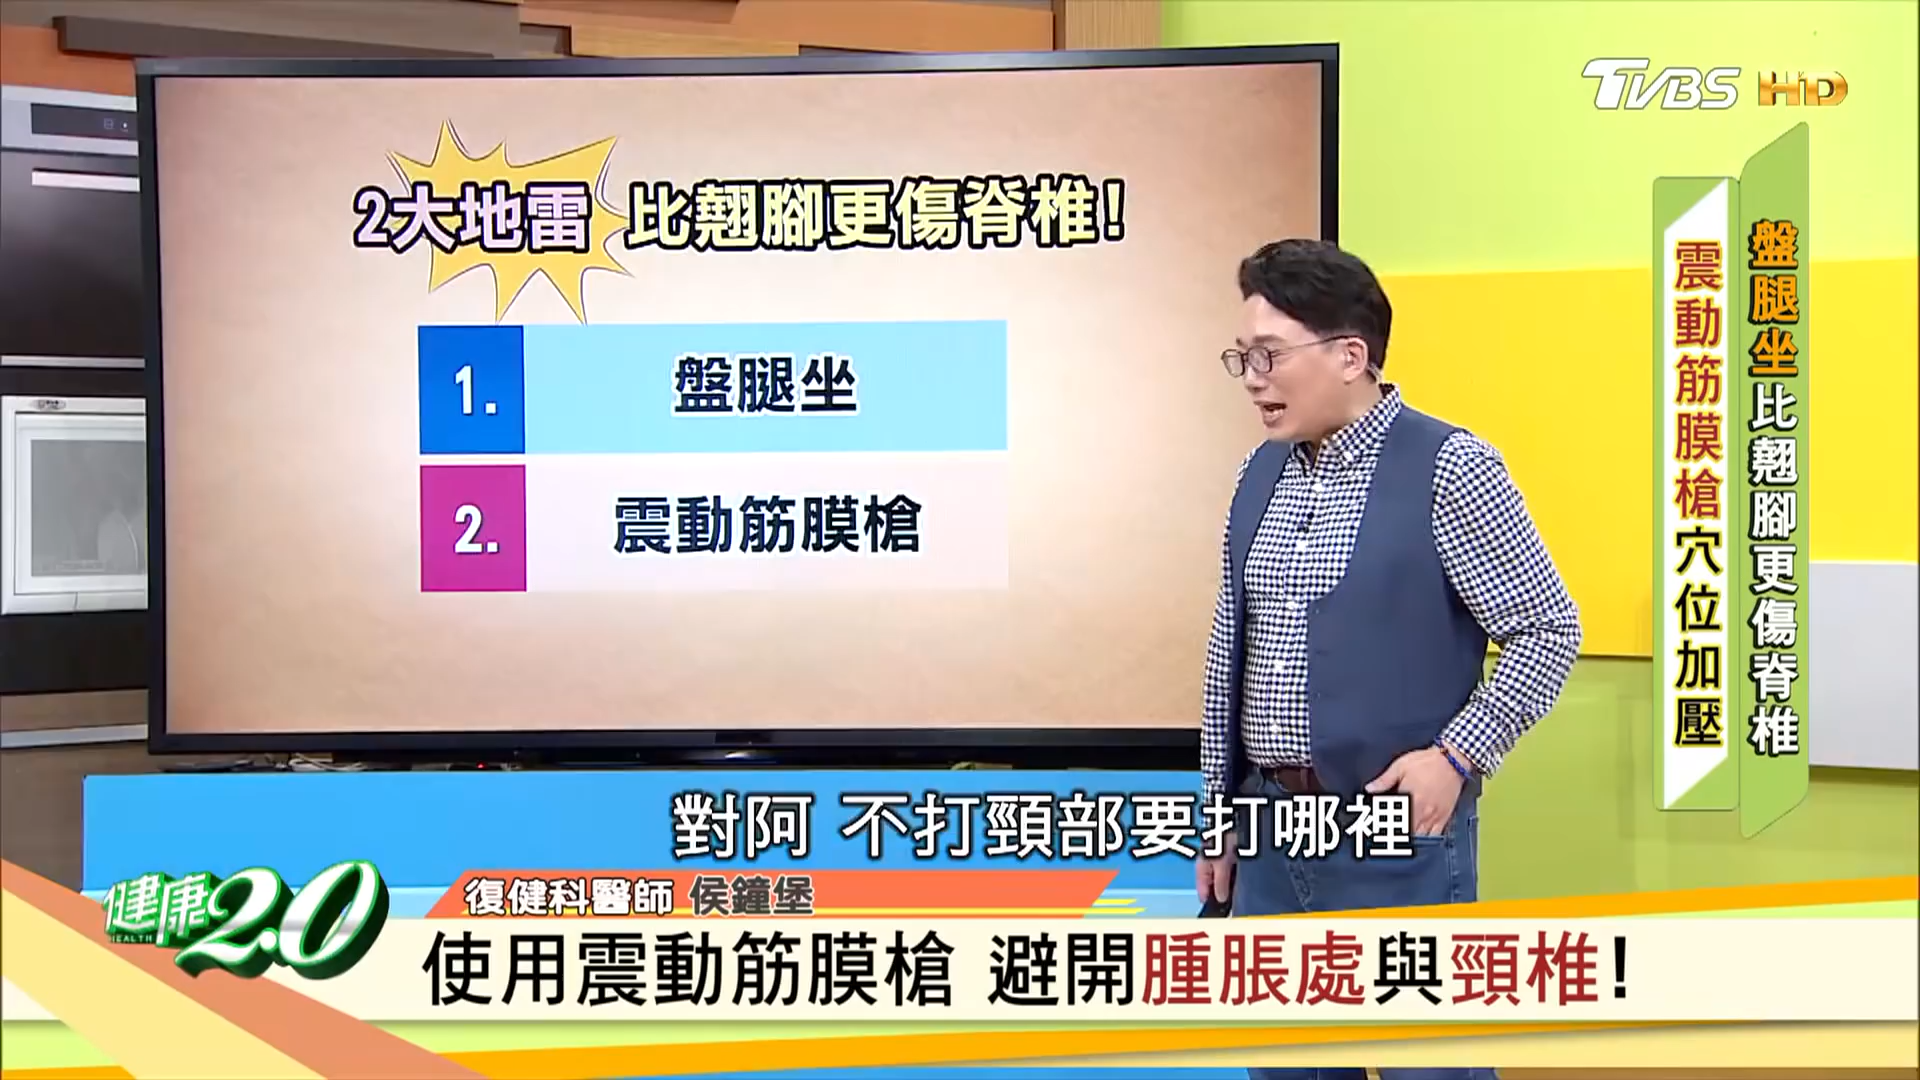 TVBS HD
2大地雷 比翹腳更傷脊椎!
1. 盤腿坐
2. 震動筋膜槍
盤腿坐比翹腳更傷脊椎
震動筋膜槍穴位加壓
對阿 不打頸部要打哪裡
健康2.0
HEALTH
復健科醫師 侯鐘堡
使用震動筋膜槍 避開腫脹處與頸椎!